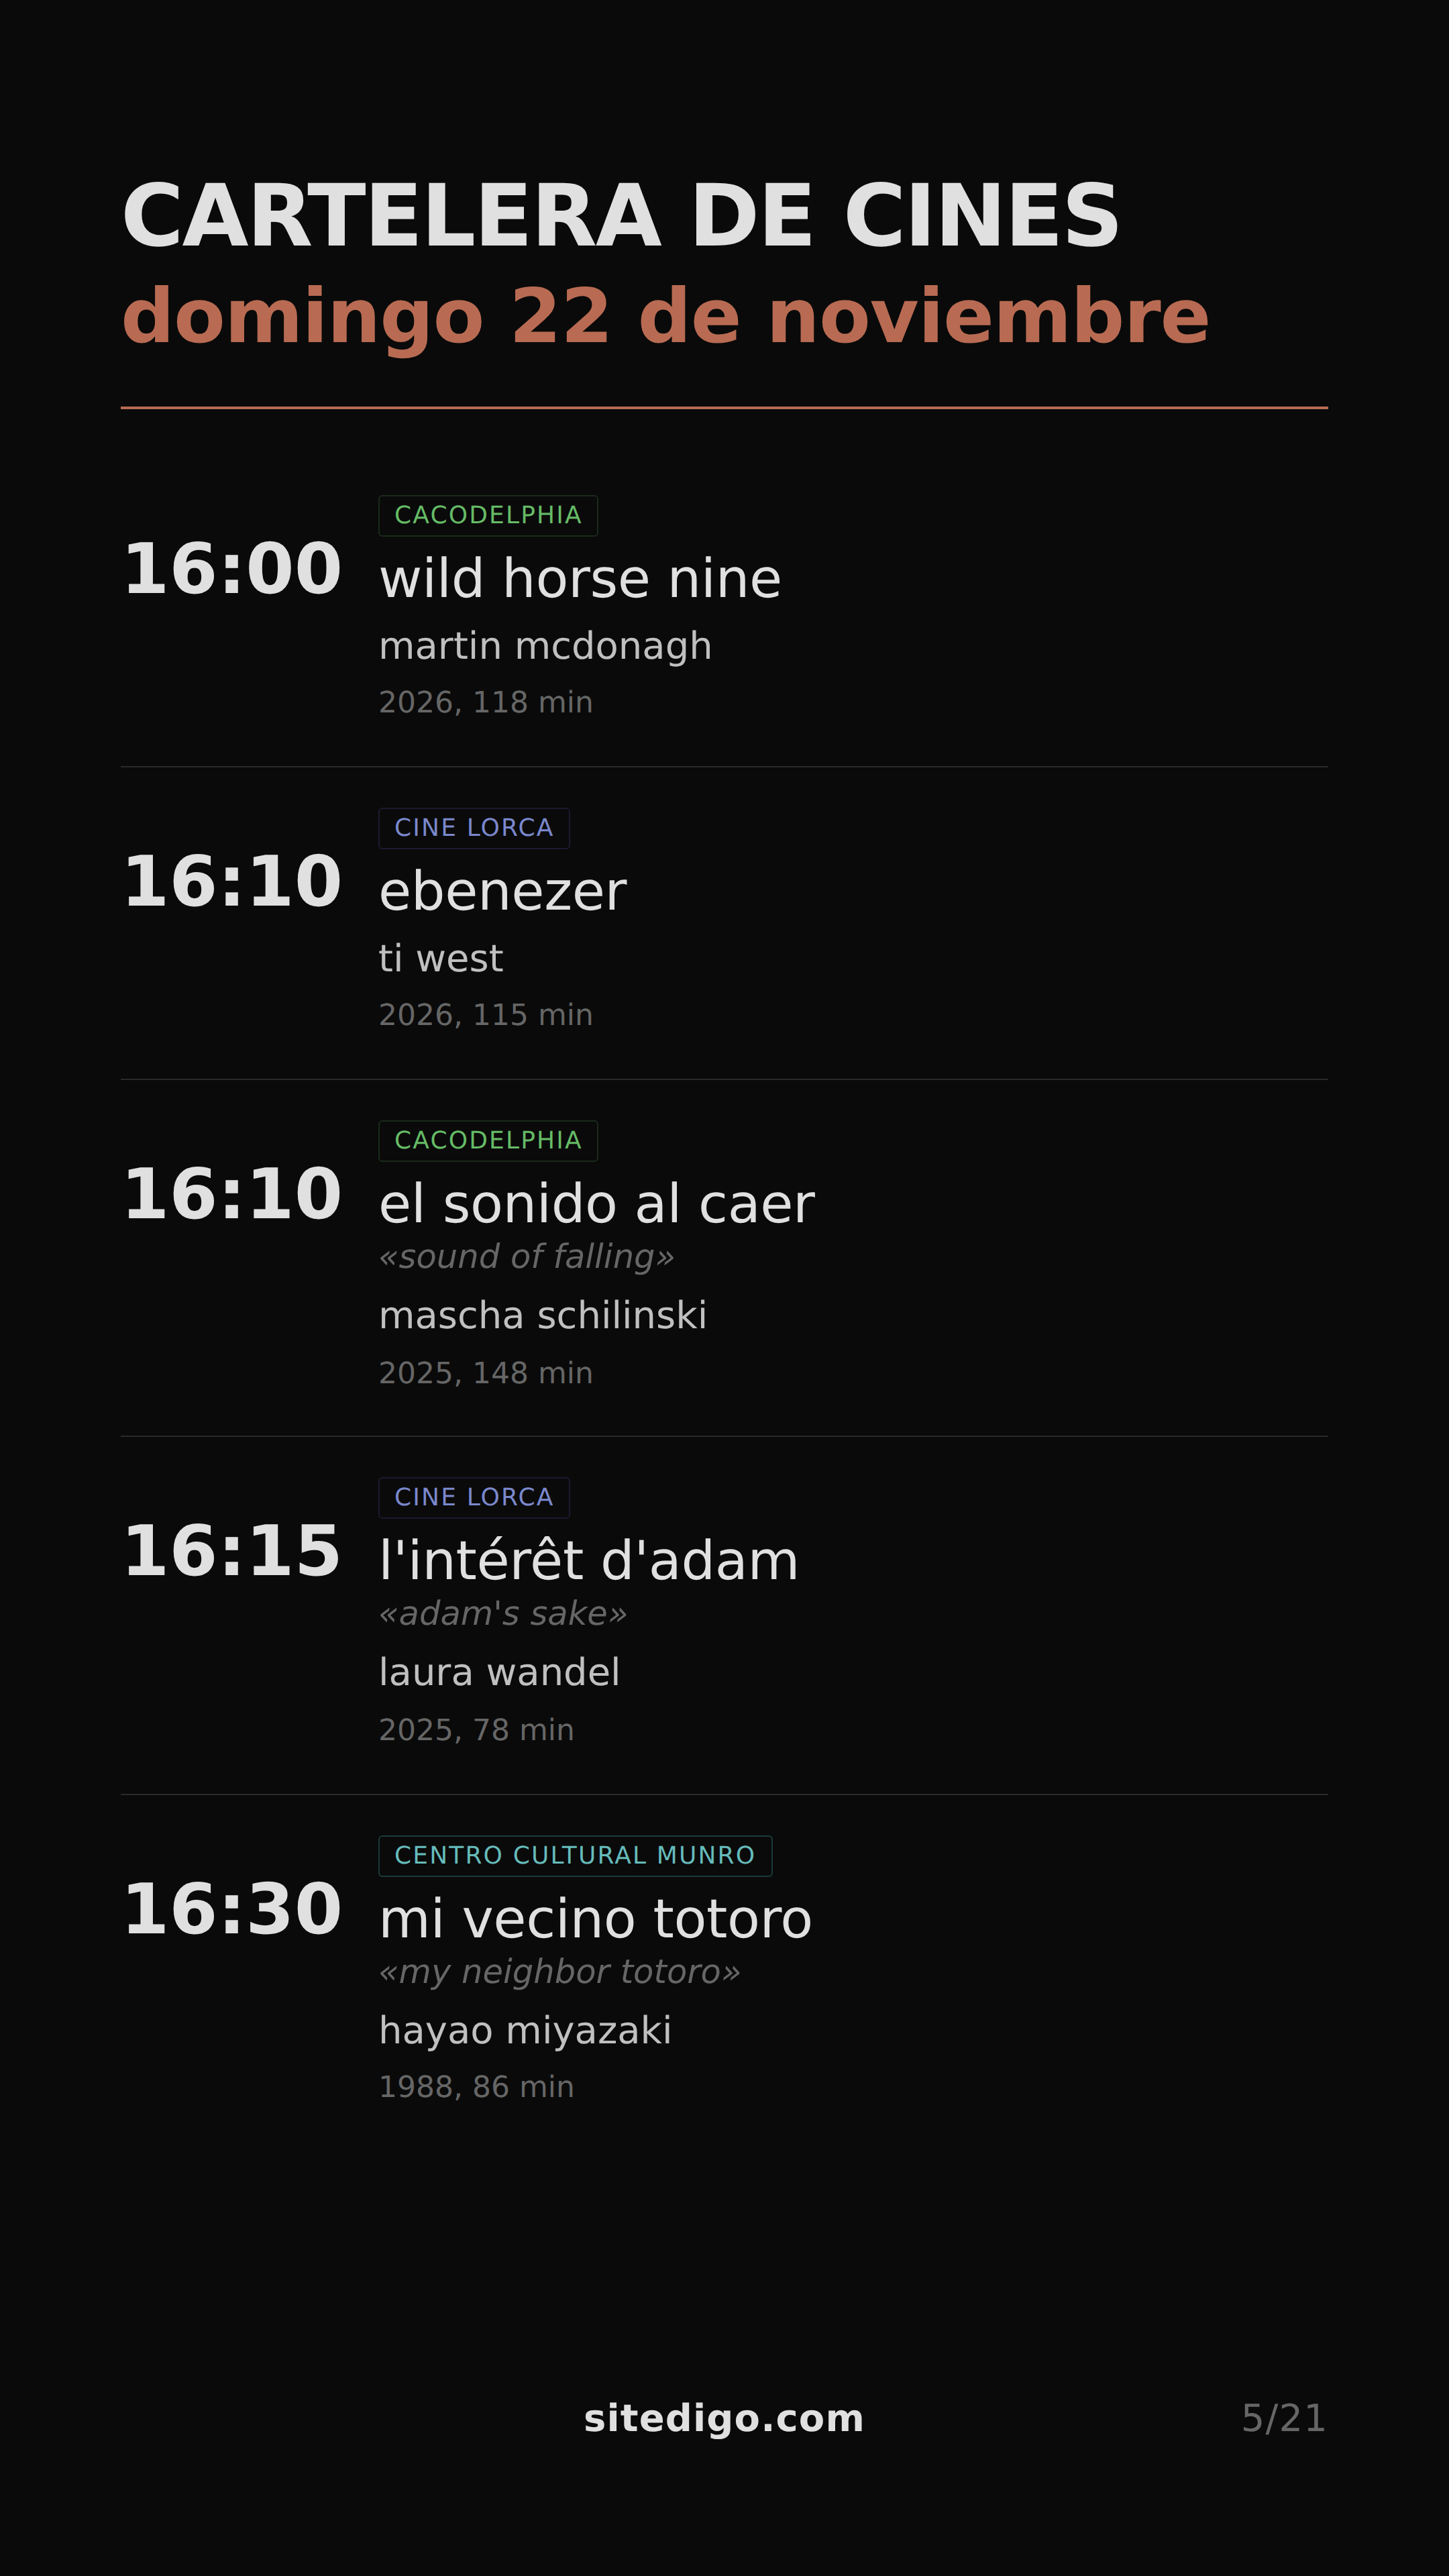 CARTELERA DE CINES
domingo 22 de noviembre
CACODELPHIA
16:00
wild horse nine
martin mcdonagh
2026, 118 min
CINE LORCA
16:10
ebenezer
ti west
2026, 115 min
CACODELPHIA
16:10
el sonido al caer
«sound of falling»
mascha schilinski
2025, 148 min
CINE LORCA
16:15
l'intérêt d'adam
«adam's sake»
laura wandel
2025, 78 min
CENTRO CULTURAL MUNRO
16:30
mi vecino totoro
«my neighbor totoro»
hayao miyazaki
1988, 86 min
sitedigo.com
5/21